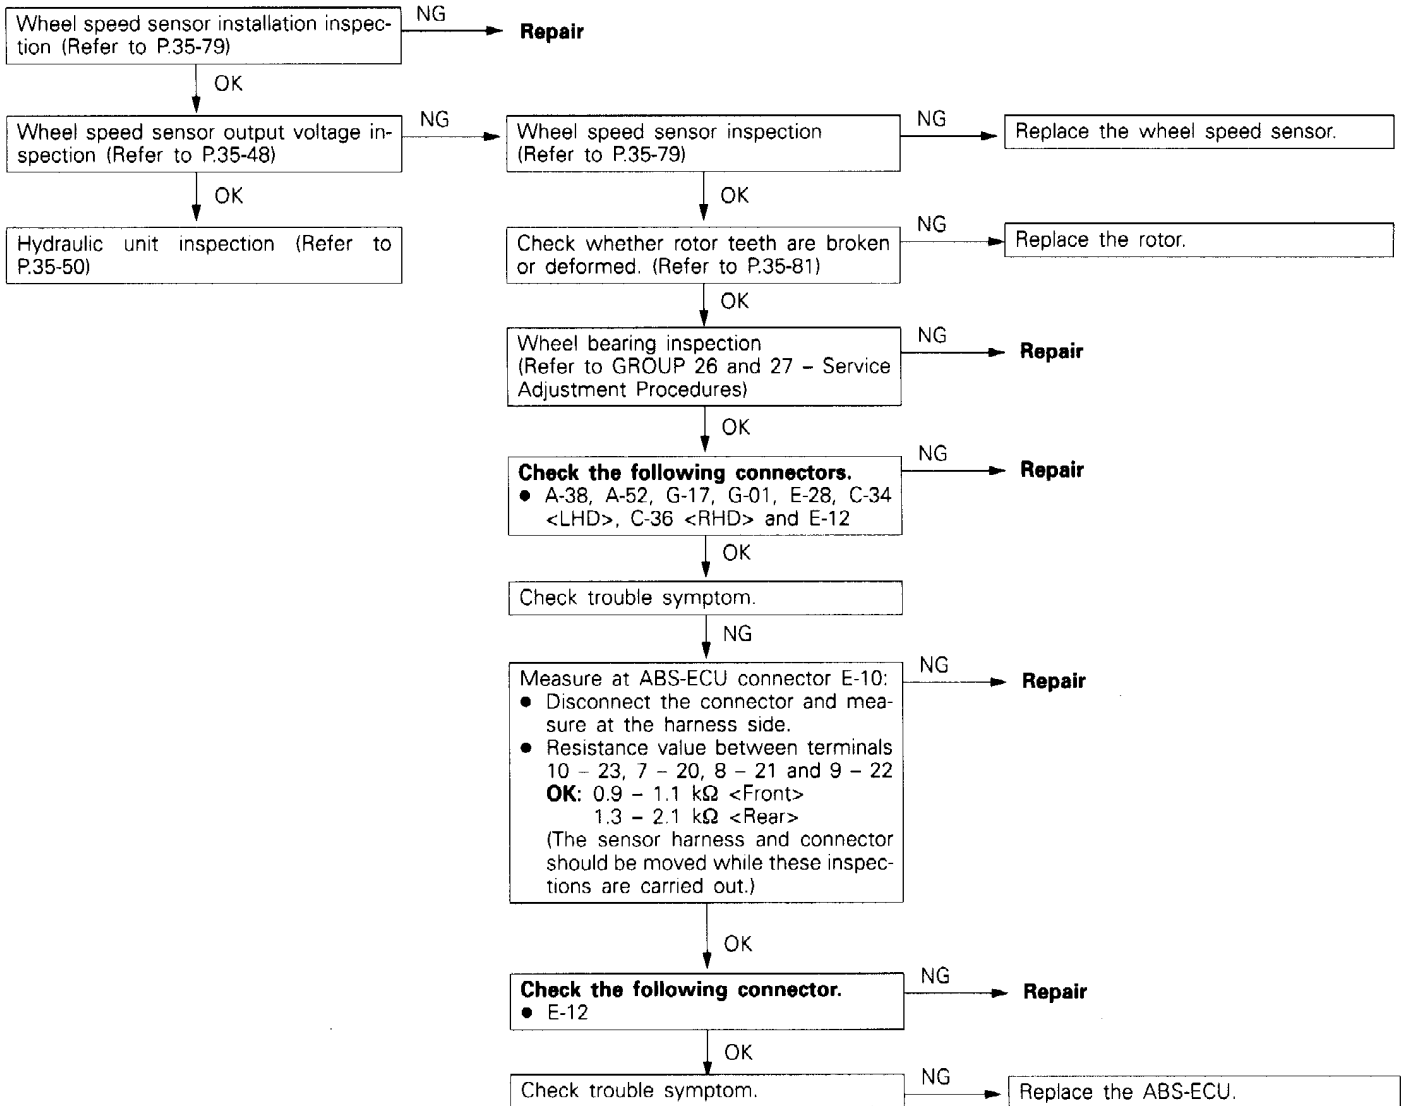 NG
Wheel speed sensor installation inspec-
tion (Refer to P.35-79)
Repair
OK
Wheel speed sensor output voltage in-
spection (Refer to P.35-48)
NG
Wheel speed sensor inspection
(Refer to P.35-79)
NG
Replace the wheel speed sensor.
OK
OK
Hydraulic unit inspection (Refer to
P.35-50)
Check whether rotor teeth are broken
or deformed. (Refer to P.35-81)
NG
Replace the rotor.
OK
Wheel bearing inspection
(Refer to GROUP 26 and 27 – Service
Adjustment Procedures)
NG
Repair
OK
Check the following connectors.
● A-38, A-52, G-17, G-01, E-28, C-34
<LHD>, C-36 <RHD> and E-12
NG
Repair
OK
Check trouble symptom.
NG
Measure at ABS-ECU connector E-10:
● Disconnect the connector and mea-
sure at the harness side.
● Resistance value between terminals
10 – 23, 7 – 20, 8 – 21 and 9 – 22
OK: 0.9 – 1.1 kΩ <Front>
1.3 – 2.1 kΩ <Rear>
(The sensor harness and connector
should be moved while these inspec-
tions are carried out.)
NG
Repair
OK
Check the following connector.
● E-12
NG
Repair
OK
Check trouble symptom.
NG
Replace the ABS-ECU.